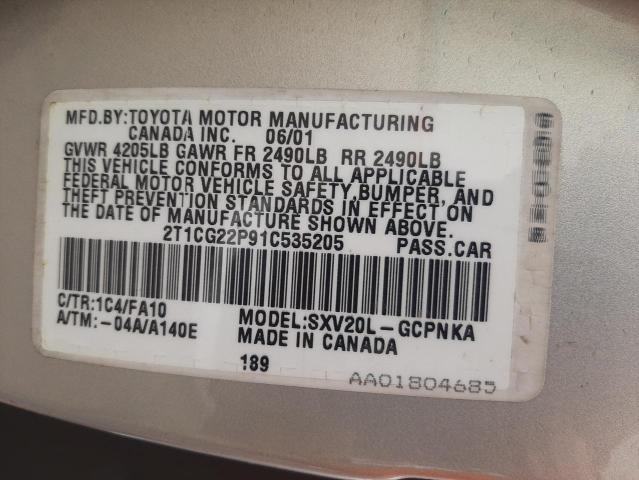 MFD.BY:TOYOTA MOTOR MANUFACTURING
CANADA INC. 06/01
GVWR 4205LB GAWR FR 2490LB RR 2490LB
THIS VEHICLE CONFORMS TO ALL APPLICABLE
FEDERAL MOTOR VEHICLE SAFETY, BUMPER, AND
THEFT PREVENTION STANDARDS IN EFFECT ON
THE DATE OF MANUFACTURE SHOWN ABOVE.
2T1CG22P91C535205 PASS.CAR
C/TR:1C4/FA10
A/TM:-04A/A140E
MODEL:SXV20L-GCPNKA
MADE IN CANADA
189
AA01804685